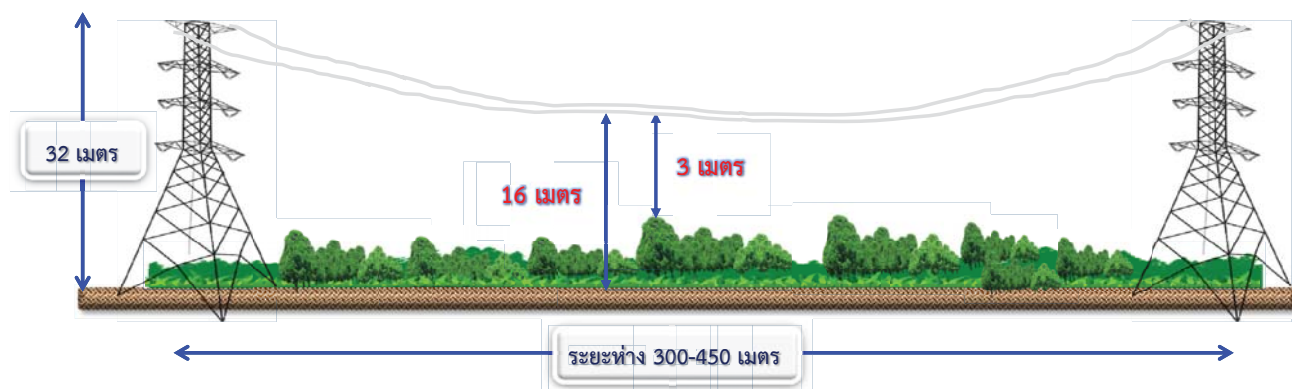 32 เมตร
3 เมตร
16 เมตร
ระยะห่าง 300-450 เมตร